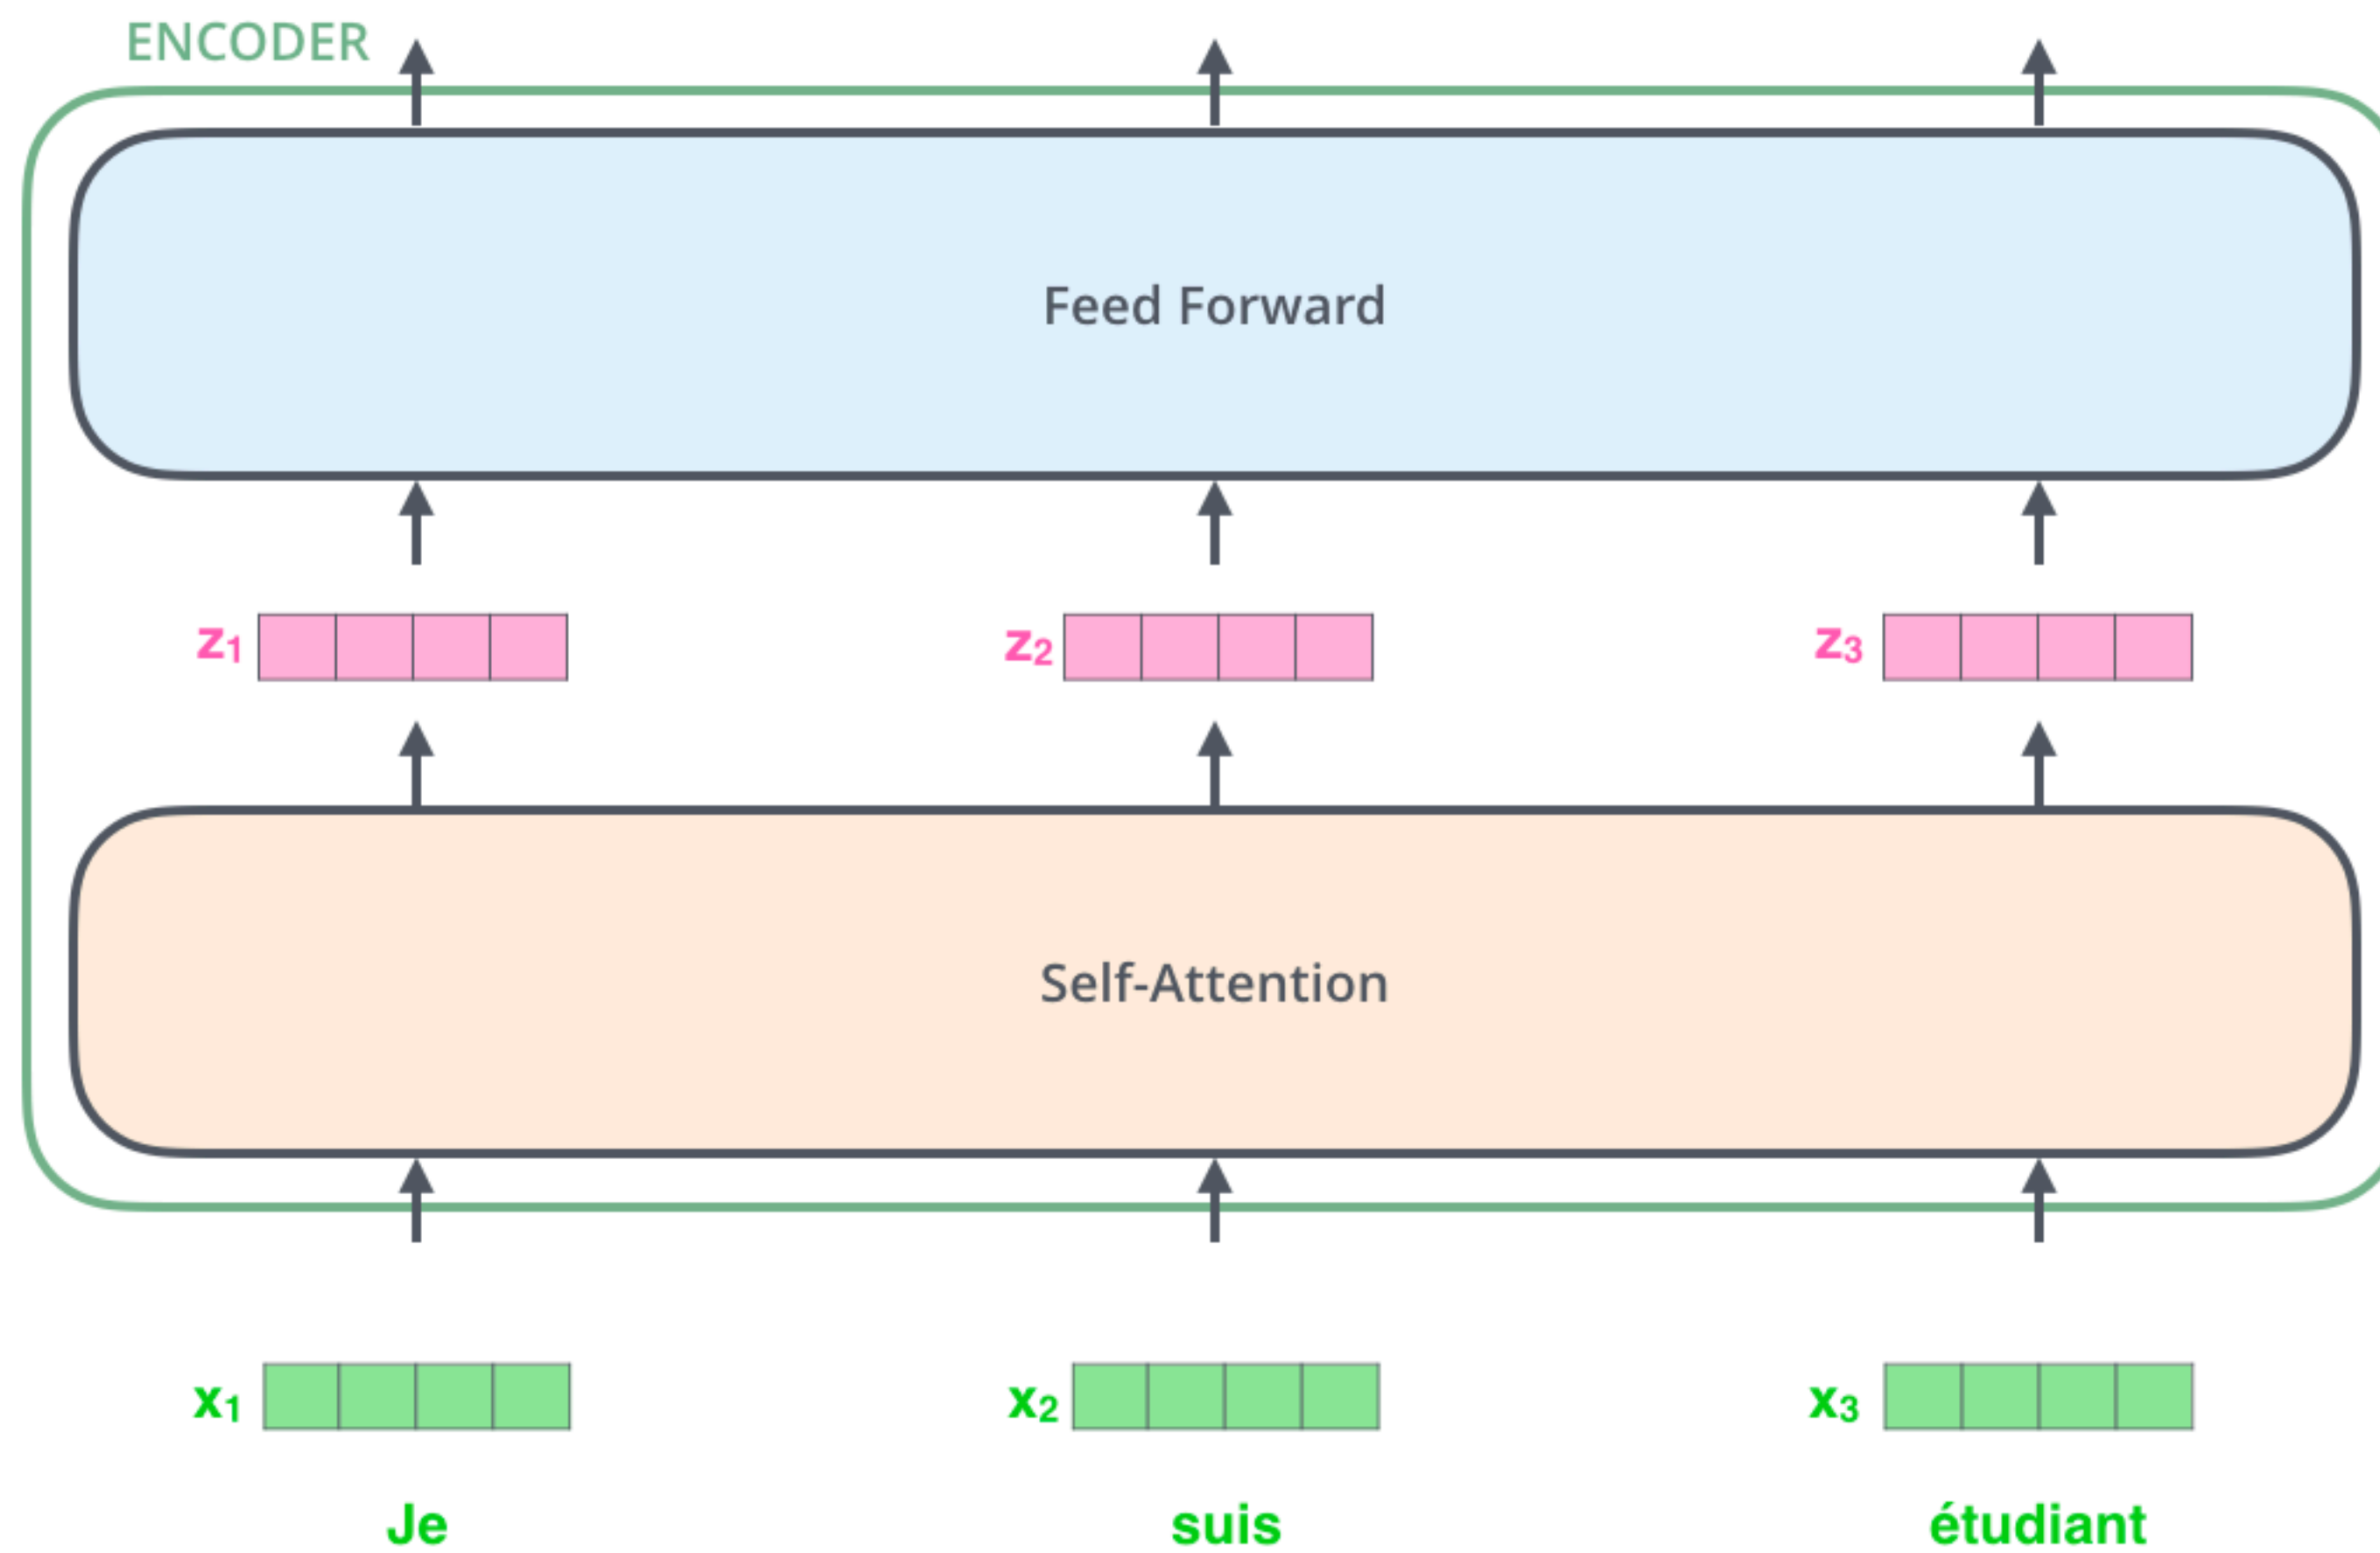 ENCODER
Feed Forward
z₁ z₂ z₃
Self-Attention
x₁ x₂ x₃
Je suis étudiant